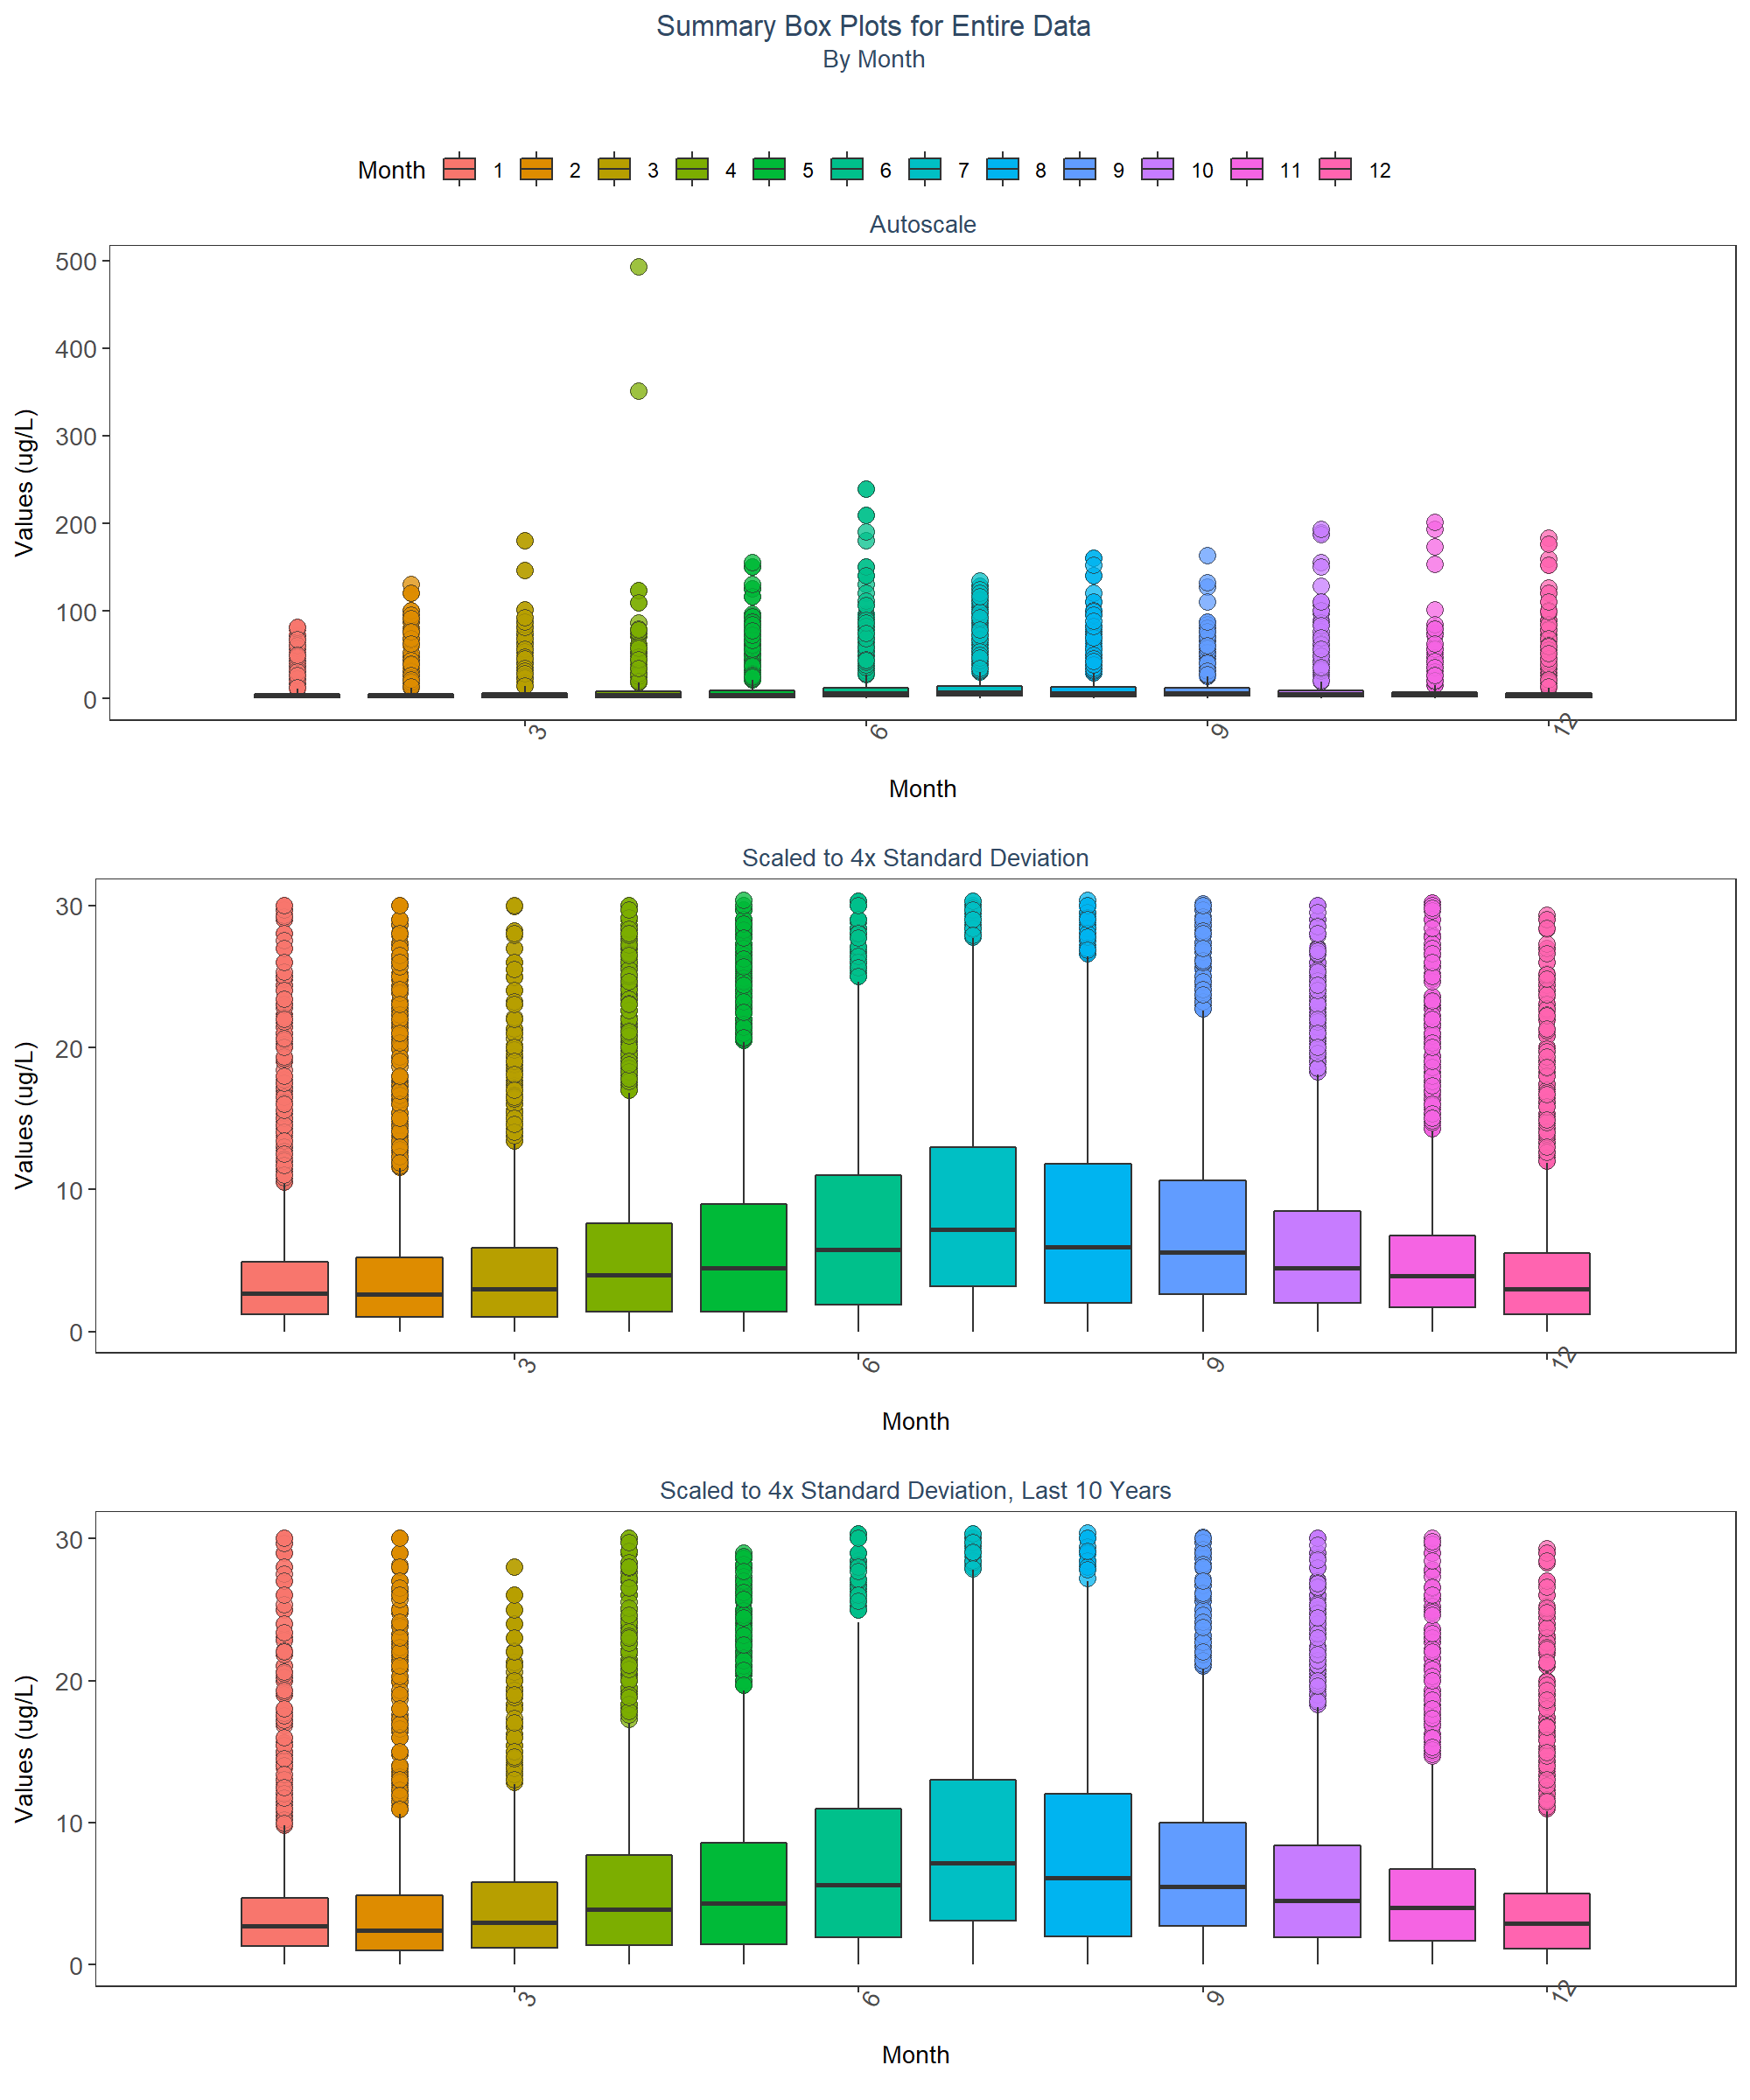 Summary Box Plots for Entire Data
By Month
Month 1 2 3 4 5 6 7 8 9 10 11 12
Autoscale
Values (ug/L)
500
400
300
200
100
0
3 6 9 12
Month
Scaled to 4x Standard Deviation
Values (ug/L)
30
20
10
0
3 6 9 12
Month
Scaled to 4x Standard Deviation, Last 10 Years
Values (ug/L)
30
20
10
0
3 6 9 12
Month